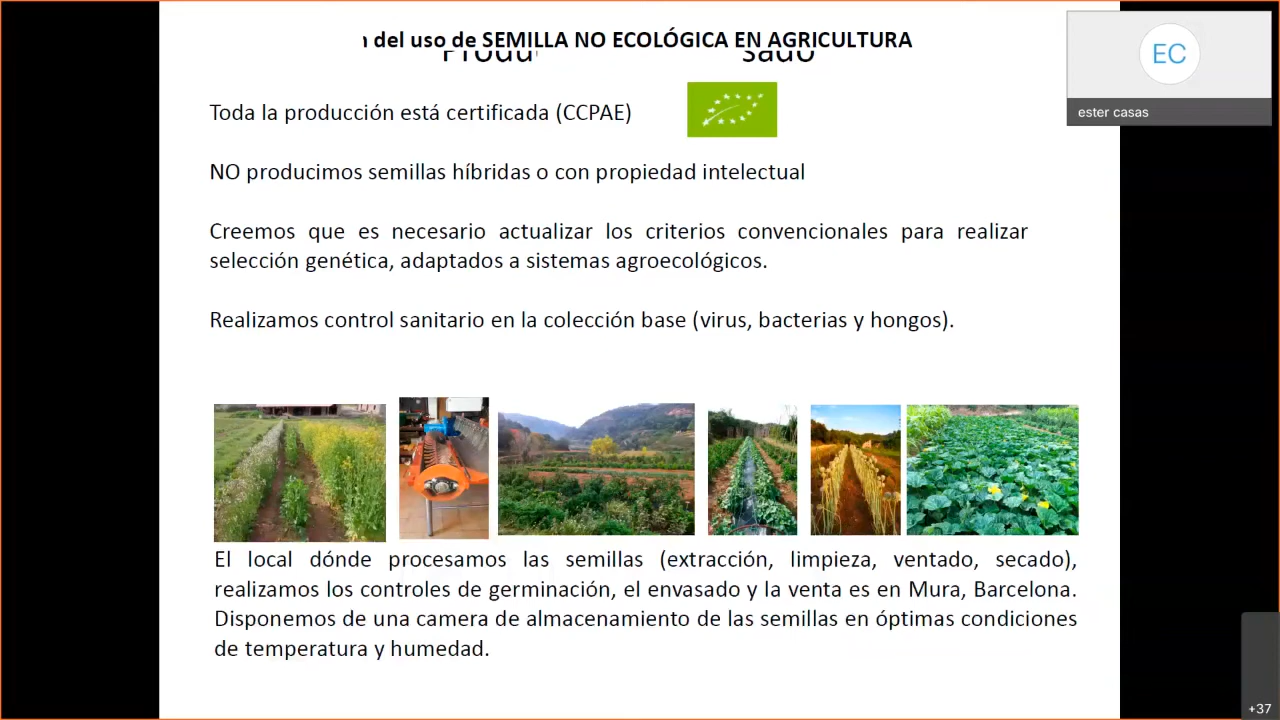 del uso de SEMILLA NO ECOLÓGICA EN AGRICULTURA
EC
ester casas
Toda la producción está certificada (CCPAE)
NO producimos semillas híbridas o con propiedad intelectual
Creemos que es necesario actualizar los criterios convencionales para realizar
selección genética, adaptados a sistemas agroecológicos.
Realizamos control sanitario en la colección base (virus, bacterias y hongos).
El local dónde procesamos las semillas (extracción, limpieza, ventado, secado),
realizamos los controles de germinación, el envasado y la venta es en Mura, Barcelona.
Disponemos de una camera de almacenamiento de las semillas en óptimas condiciones
de temperatura y humedad.
+37